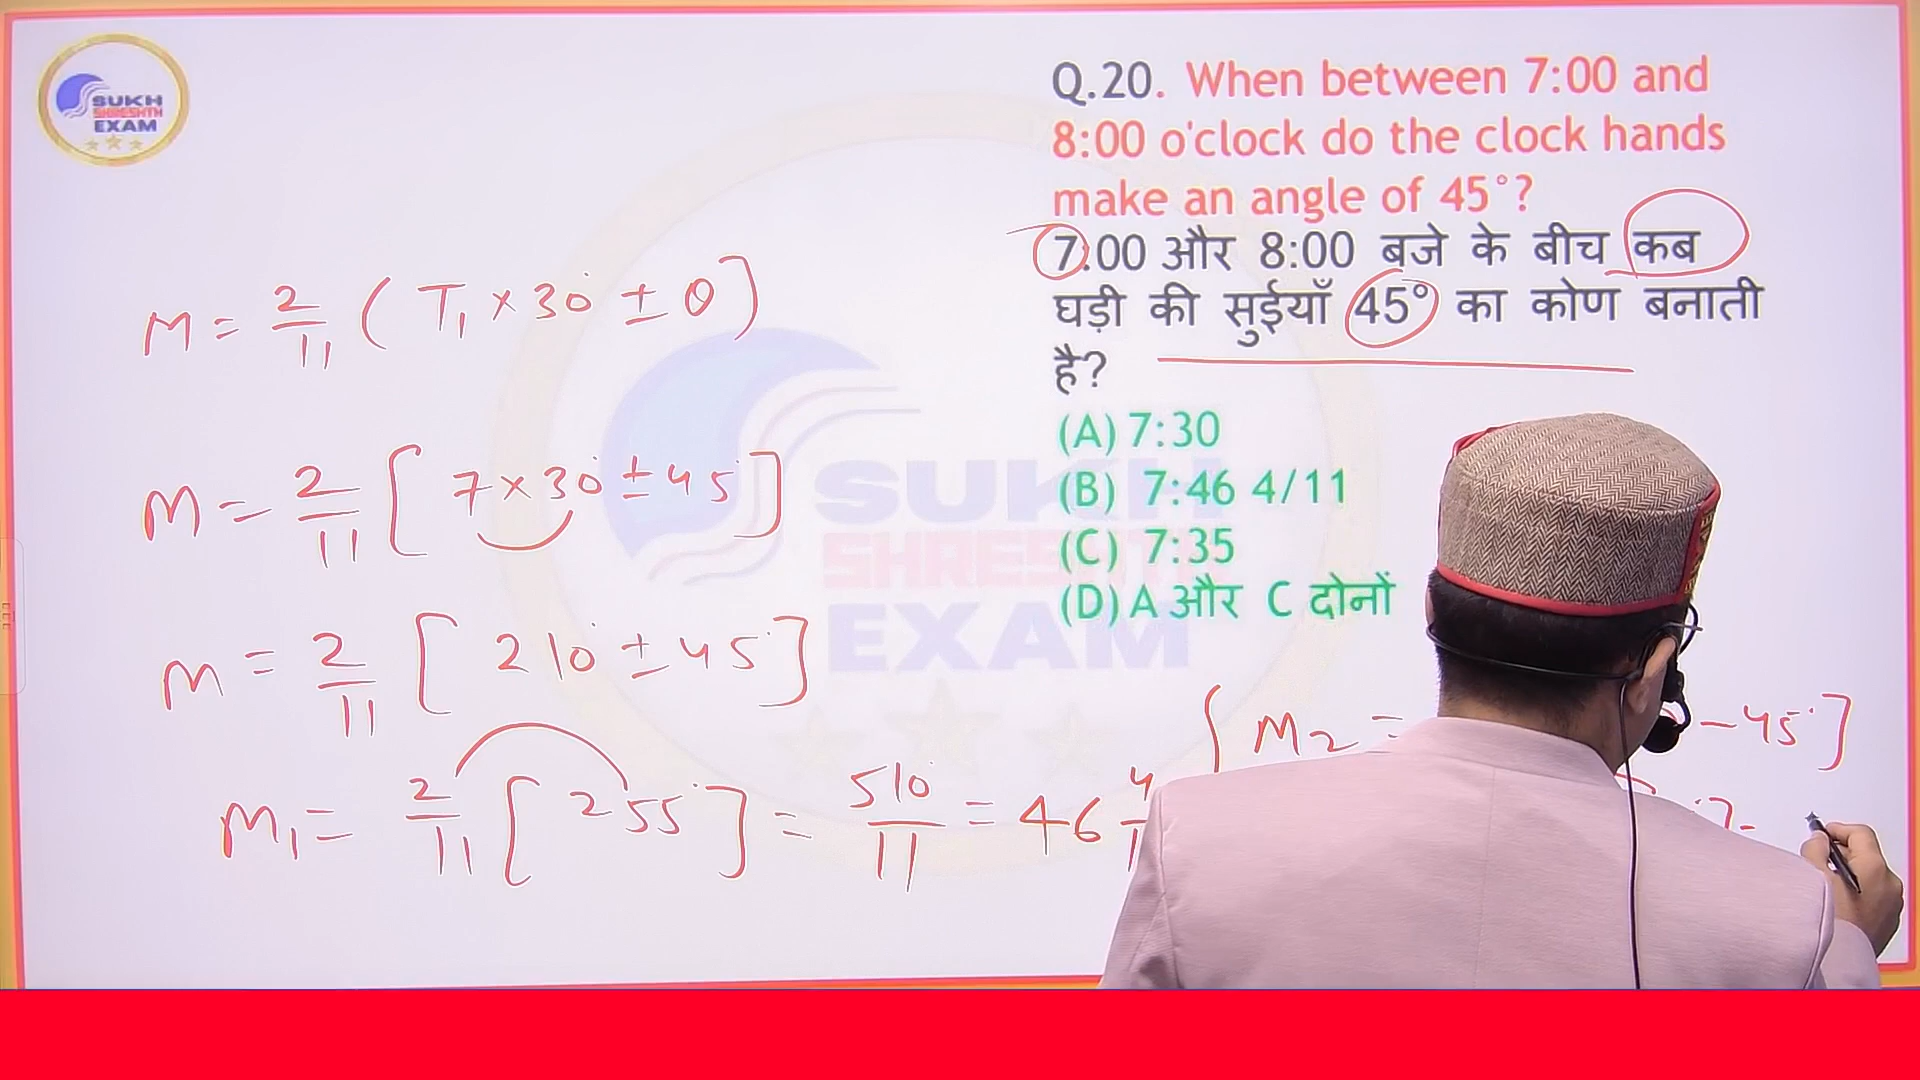 SUKH
SHRESHTH
EXAM
Q.20. When between 7:00 and
8:00 o'clock do the clock hands
make an angle of 45°?
7:00 और 8:00 बजे के बीच कब
घड़ी की सुईयाँ 45° का कोण बनाती
है?
(A) 7:30
(B) 7:46 4/11
(C) 7:35
(D) A और C दोनों
M = 2/11 ( T₁ × 30° ± θ )
M = 2/11 [ 7 × 30° ± 45° ]
M = 2/11 [ 210° ± 45° ]
M₁ = 2/11 [ 255° ] = 510°/11 = 46 4
M₂ = - 45° ]
SUKH
EXAM